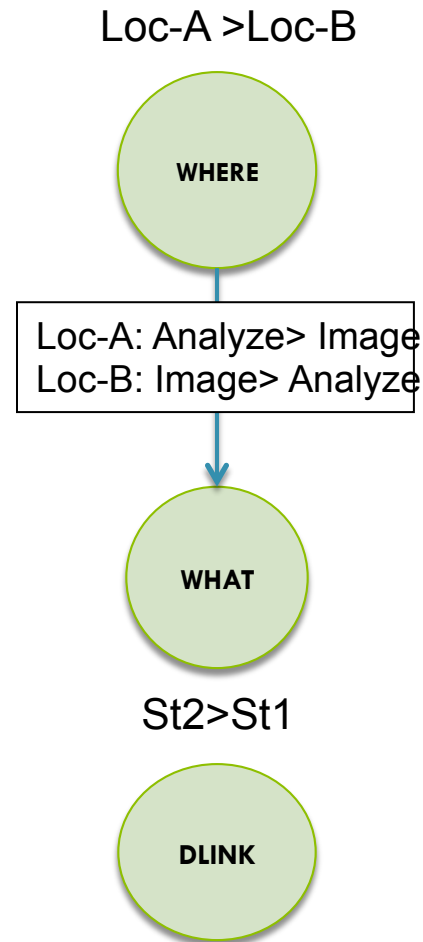 Loc-A >Loc-B
WHERE
Loc-A: Analyze> Image
Loc-B: Image> Analyze
WHAT
St2>St1
DLINK